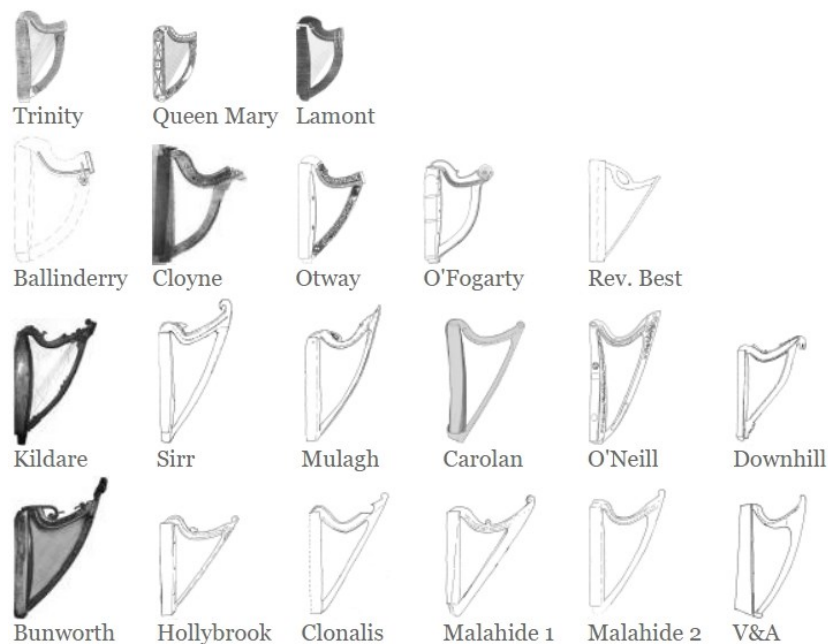 Trinity Queen Mary Lamont
Ballinderry Cloyne Otway O'Fogarty Rev. Best
Kildare Sirr Mulagh Carolan O'Neill Downhill
Bunworth Hollybrook Clonalis Malahide 1 Malahide 2 V&A